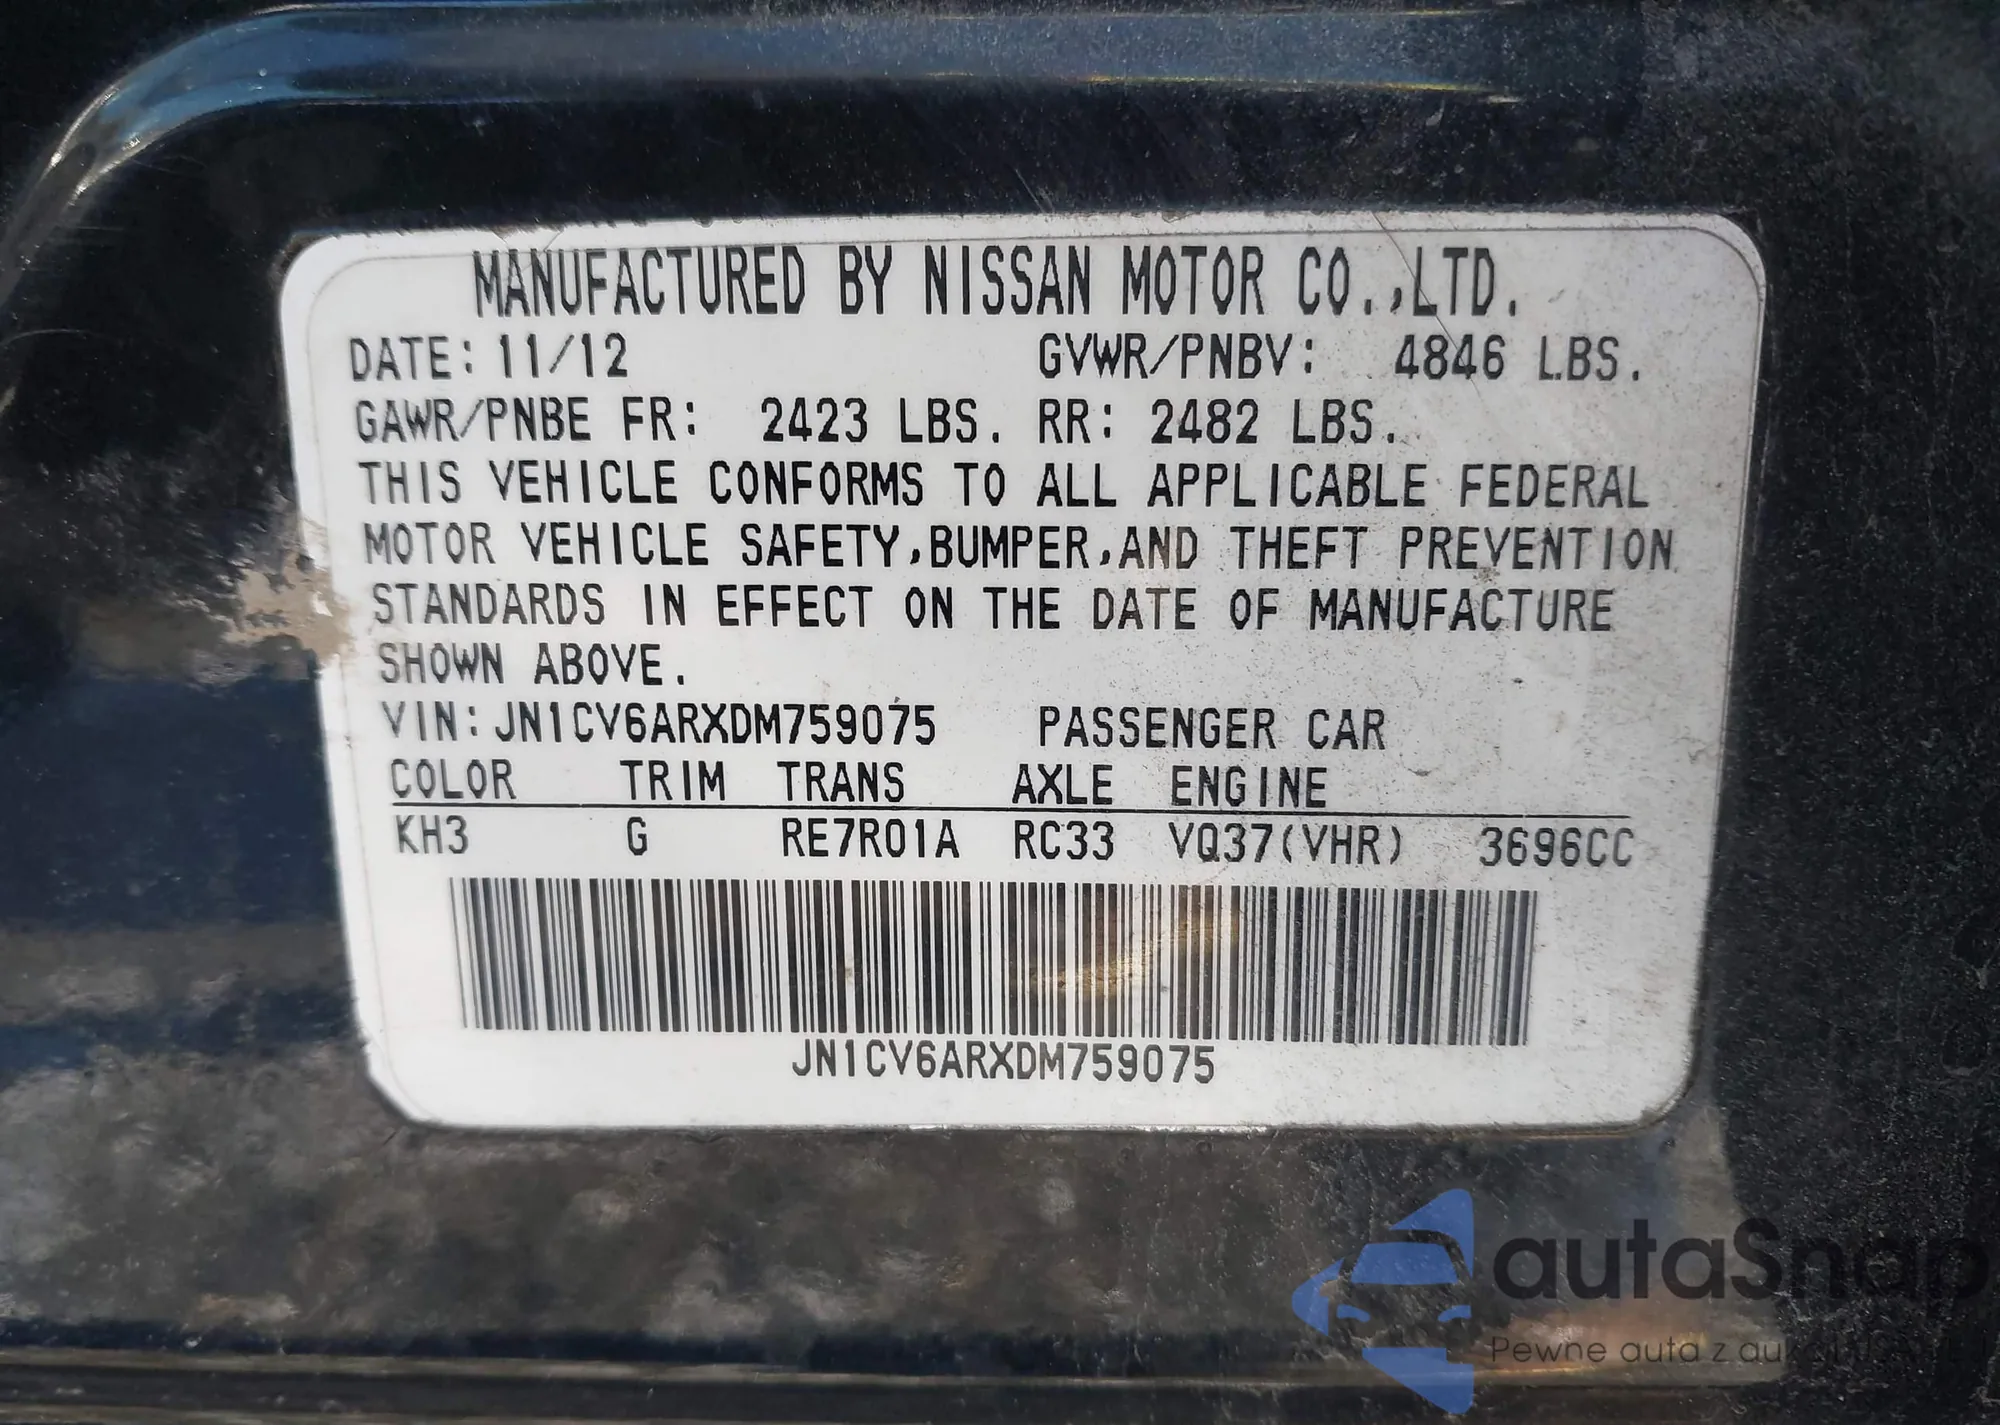 MANUFACTURED BY NISSAN MOTOR CO.,LTD.
DATE: 11/12 GVWR/PNBV: 4846 LBS.
GAWR/PNBE FR: 2423 LBS. RR: 2482 LBS.
THIS VEHICLE CONFORMS TO ALL APPLICABLE FEDERAL
MOTOR VEHICLE SAFETY,BUMPER,AND THEFT PREVENTION
STANDARDS IN EFFECT ON THE DATE OF MANUFACTURE
SHOWN ABOVE.
VIN:JN1CV6ARXDM759075 PASSENGER CAR
COLOR TRIM TRANS AXLE ENGINE
KH3 G RE7R01A RC33 VQ37(VHR) 3696CC
JN1CV6ARXDM759075
autaSnap
Pewne auta z